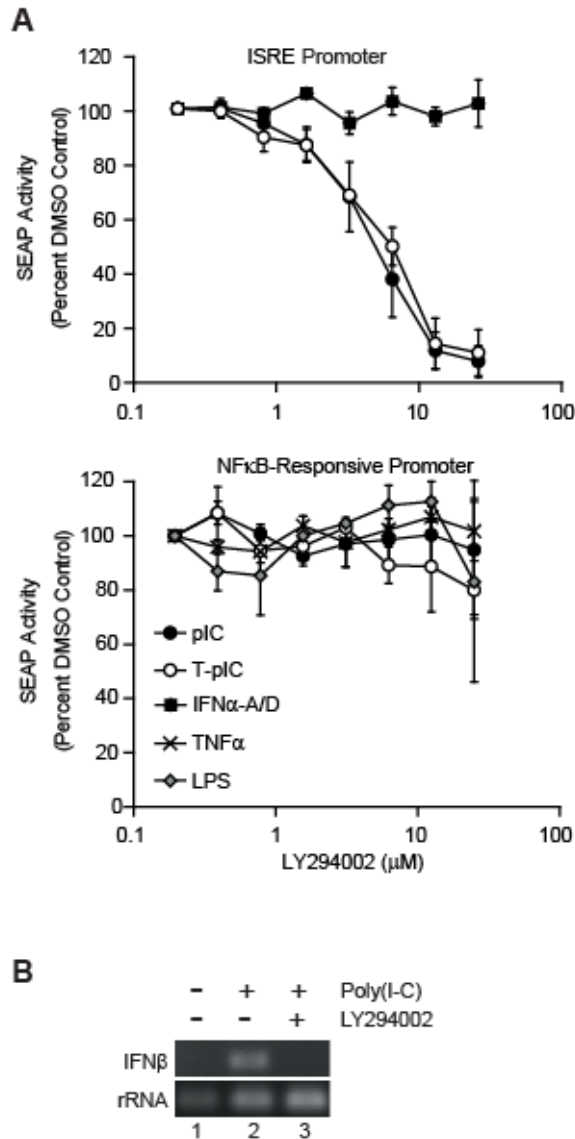 A
ISRE Promoter
120
100
80
60
40
20
0
0.1 1 10 100
SEAP Activity
(Percent DMSO Control)
NFκB-Responsive Promoter
120
100
80
60
40
20
0
0.1 1 10 100
SEAP Activity
(Percent DMSO Control)
pIC
T-pIC
IFNα-A/D
TNFα
LPS
LY294002 (μM)
B
- + + Poly(I-C)
- - + LY294002
IFNβ
rRNA
1 2 3